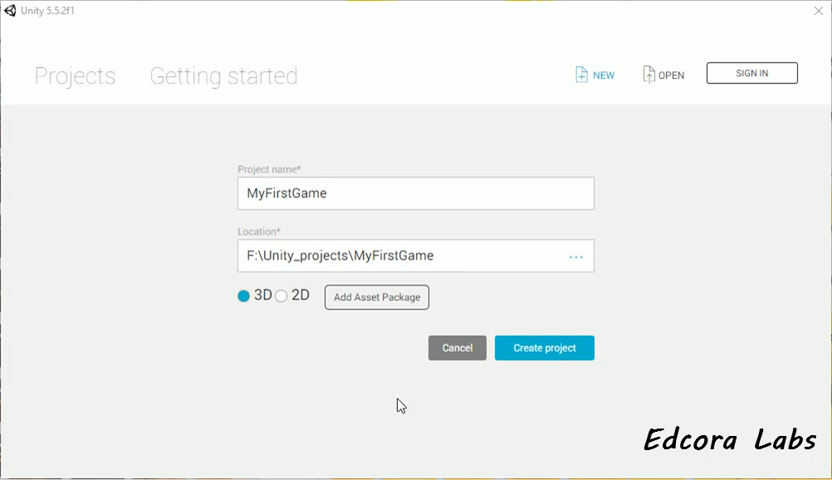 Unity 5.5.2f1
Projects Getting started NEW OPEN SIGN IN
Project name*
MyFirstGame
Location*
F:\Unity_projects\MyFirstGame ...
3D 2D Add Asset Package
Cancel Create project
Edcora Labs